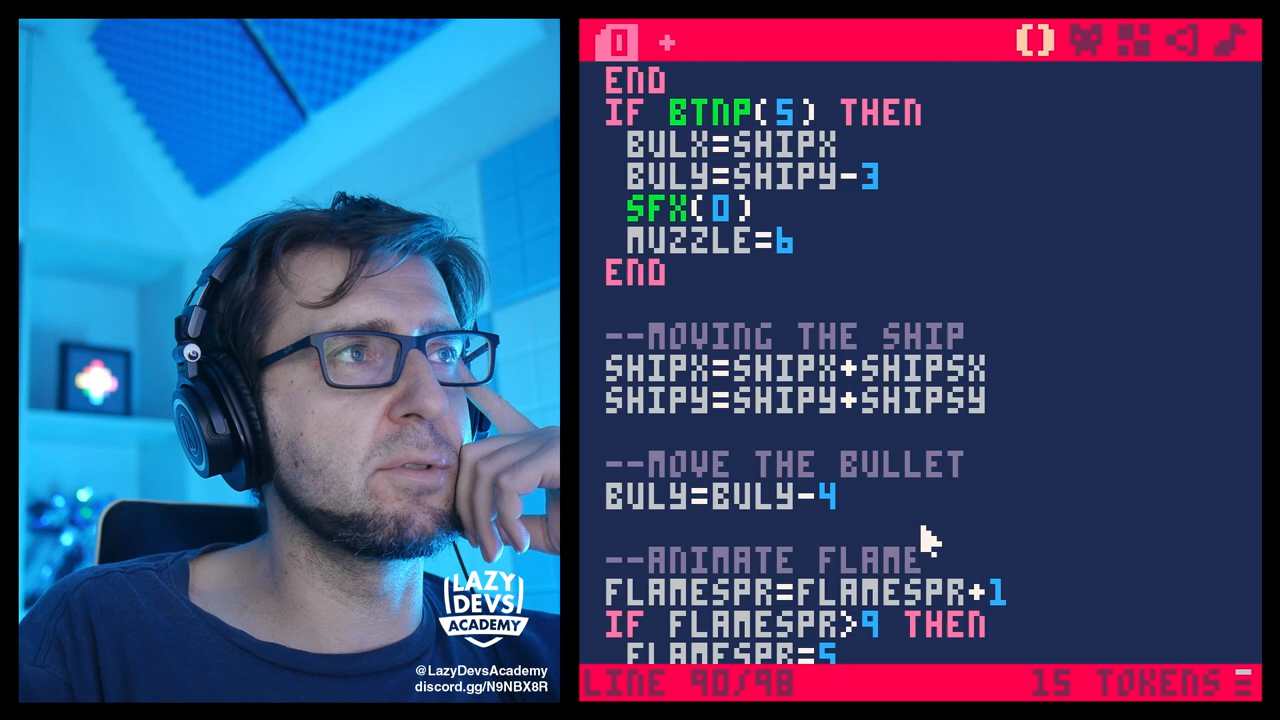 0 +
END
IF BTNP(5) THEN
BULX=SHIPX
BULY=SHIPY-3
SFX(0)
MUZZLE=6
END
--MOVING THE SHIP
SHIPX=SHIPX+SHIPSX
SHIPY=SHIPY+SHIPSY
--MOVE THE BULLET
BULY=BULY-4
--ANIMATE FLAME
FLAMESPR=FLAMESPR+1
IF FLAMESPR>9 THEN
FLAMESPR=5
LINE 90/98
15 TOKENS
LAZY
DEVS
ACADEMY
@LazyDevsAcademy
discord.gg/N9NBX8R